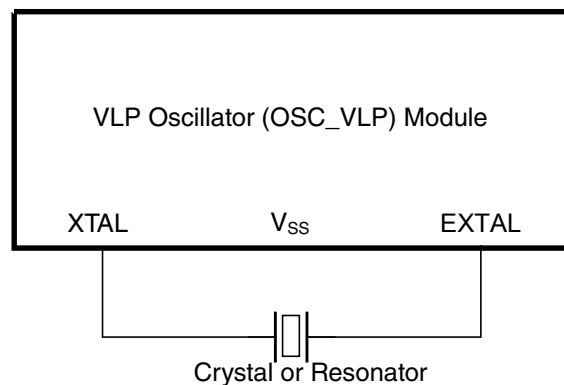 VLP Oscillator (OSC_VLP) Module
XTAL VSS EXTAL
Crystal or Resonator